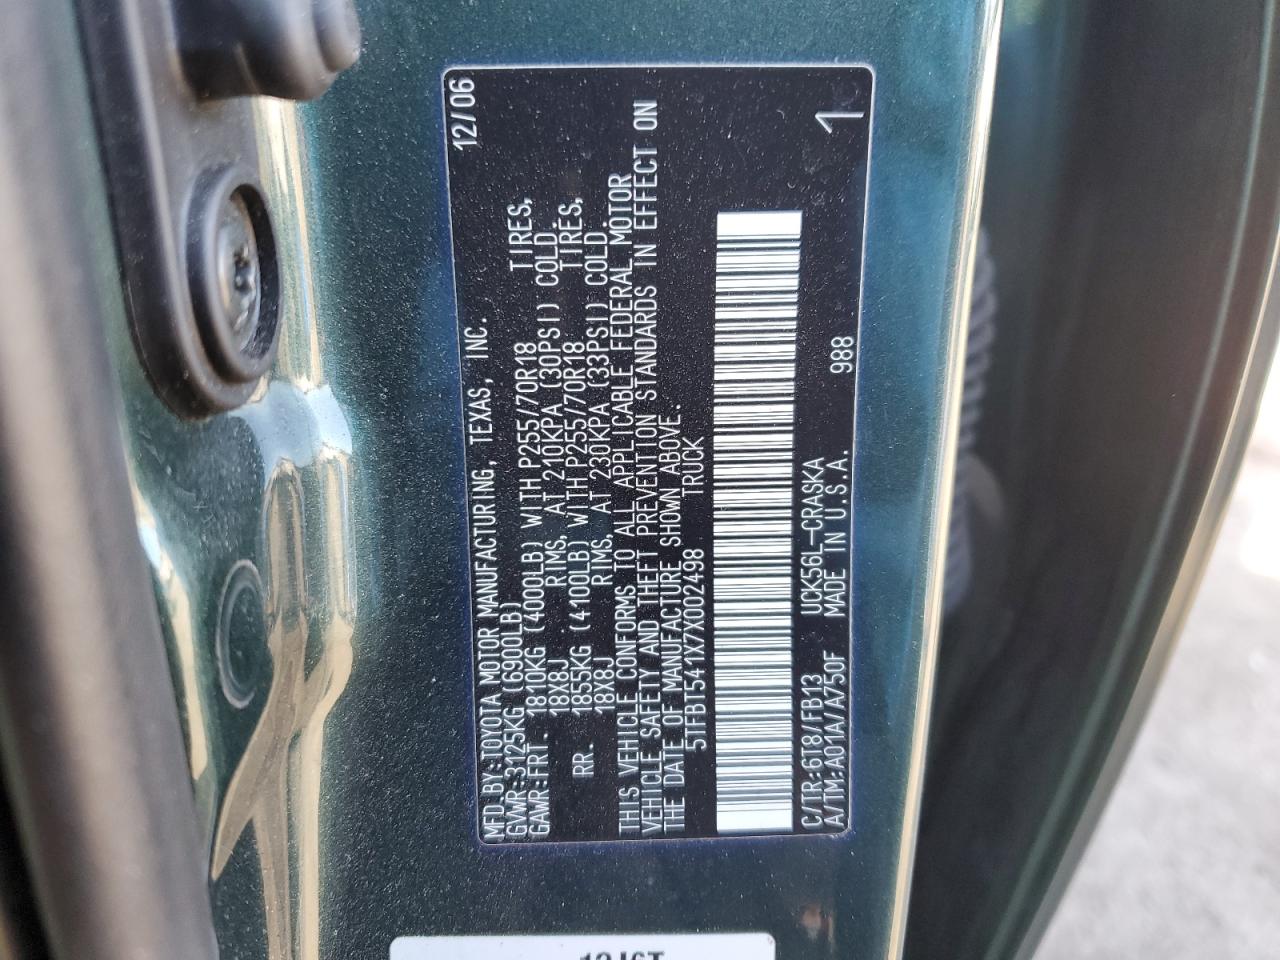 MFD BY:TOYOTA MOTOR MANUFACTURING, TEXAS, INC. 12/06
GVWR:3125KG (6900LB)
GAWR:FRT. 1810KG (4000LB) WITH P255/70R18 TIRES,
18X8J RIMS, AT 210KPA (30PSI) COLD.
RR. 1855KG (4100LB) WITH P255/70R18 TIRES,
18X8J RIMS, AT 230KPA (33PSI) COLD.
THIS VEHICLE CONFORMS TO ALL APPLICABLE FEDERAL MOTOR
VEHICLE SAFETY AND THEFT PREVENTION STANDARDS IN EFFECT ON
THE DATE OF MANUFACTURE SHOWN ABOVE.
5TFBT541X7X002498 TRUCK
C/TR:6T8/FB13 UCK56L-CRASKA
A/TM:A01A/A750F MADE IN U.S.A. 988 1